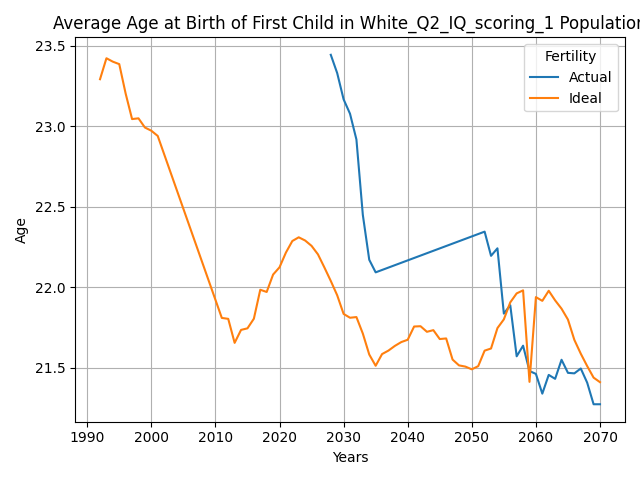 Average Age at Birth of First Child in White_Q2_IQ_scoring_1 Population
Fertility
Actual
Ideal
23.5
23.0
22.5
22.0
21.5
Age
1990 2000 2010 2020 2030 2040 2050 2060 2070
Years